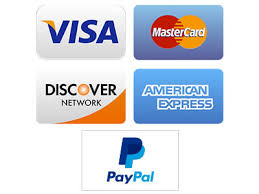 VISA
MasterCard
DISCOVER
NETWORK
AMERICAN
EXPRESS
PayPal